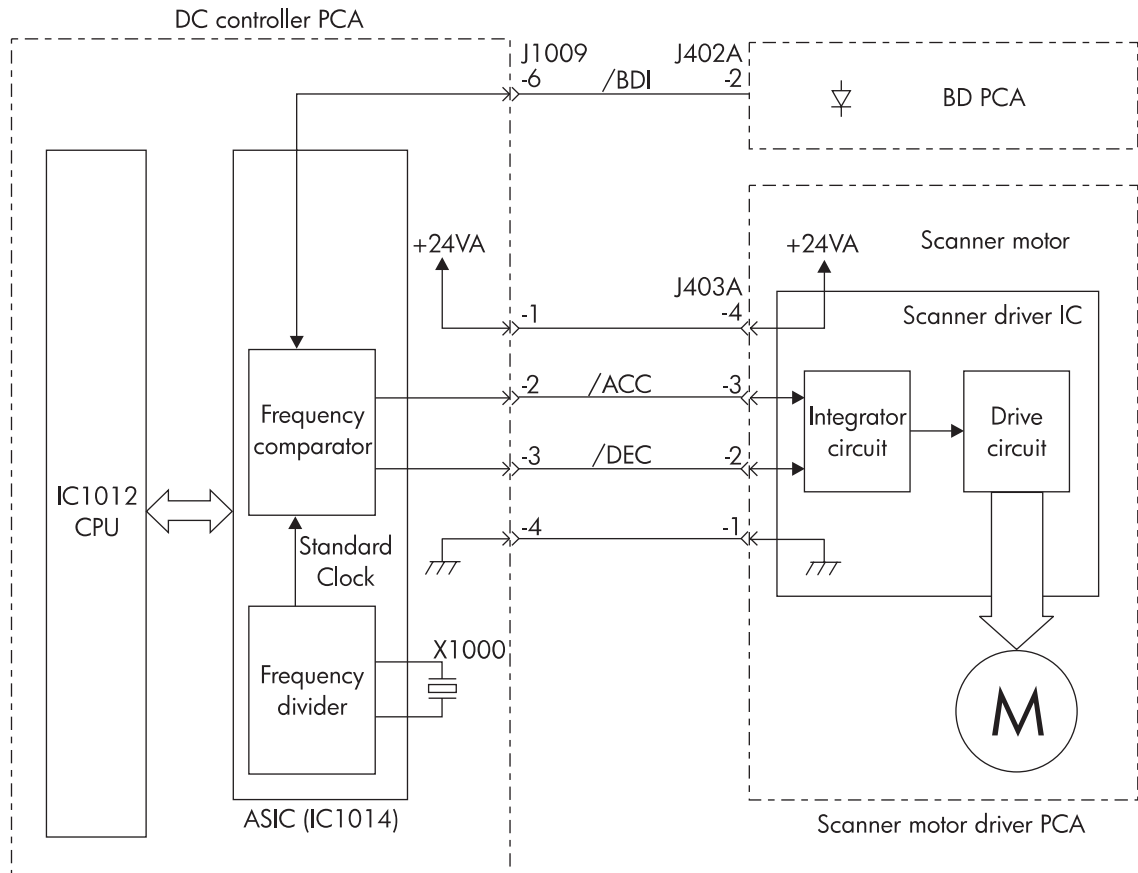 DC controller PCA
J1009
J402A
-6
/BDI
-2
BD PCA
+24VA
+24VA
Scanner motor
J403A
-1
-4
Scanner driver IC
-2
/ACC
-3
Frequency
comparator
Integrator
circuit
Drive
circuit
-3
/DEC
-2
IC1012
CPU
-4
-1
Standard
Clock
X1000
Frequency
divider
M
ASIC (IC1014)
Scanner motor driver PCA